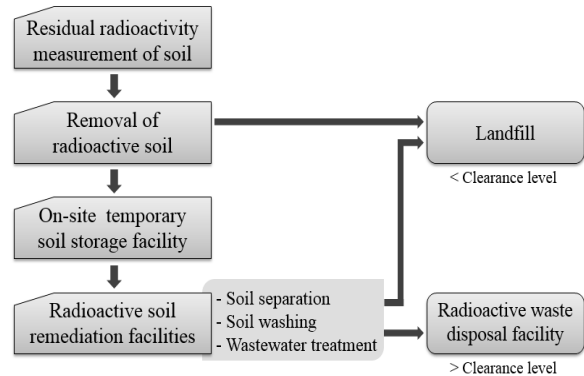 Residual radioactivity
measurement of soil
Removal of
radioactive soil
Landfill
< Clearance level
On-site temporary
soil storage facility
Radioactive soil
remediation facilities
- Soil separation
- Soil washing
- Wastewater treatment
Radioactive waste
disposal facility
> Clearance level